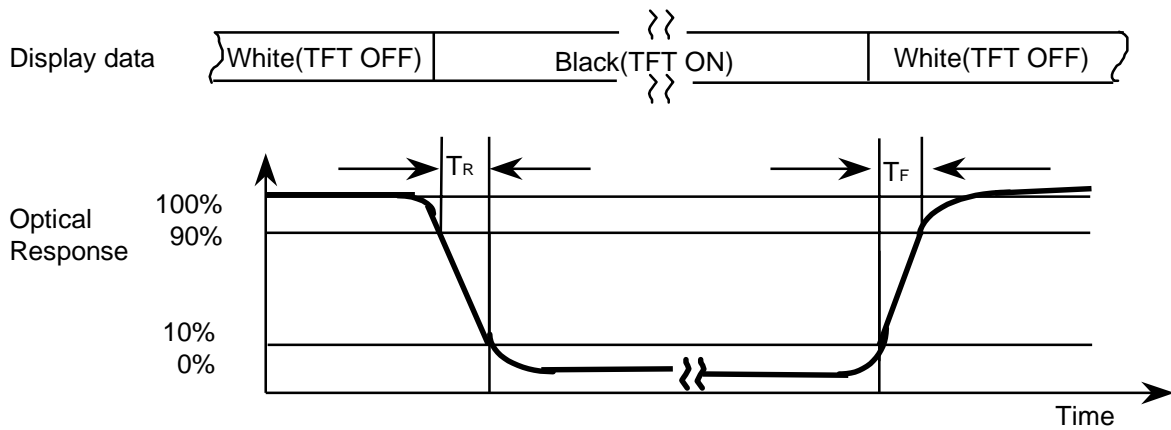 Display data
White(TFT OFF)
Black(TFT ON)
White(TFT OFF)
TR
TF
Optical
Response
100%
90%
10%
0%
Time